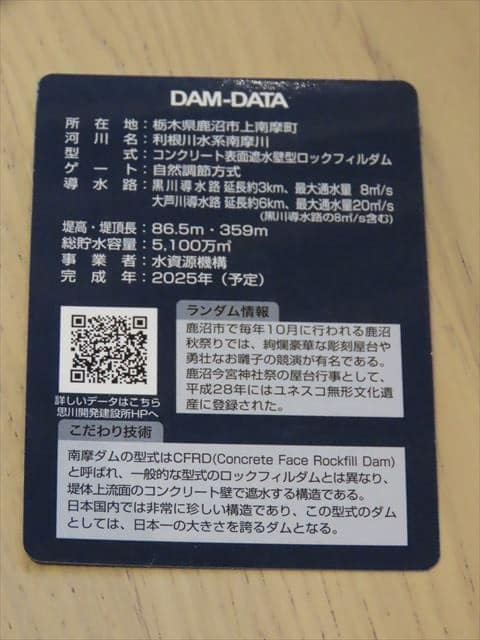 DAM-DATA
所在地:栃木県鹿沼市上南摩町
河川名:利根川水系南摩川
型式:コンクリート表面遮水壁型ロックフィルダム
ゲート:自然調節方式
導水路:黒川導水路 延長約3km、最大通水量 8㎥/s
大芦川導水路 延長約6km、最大通水量20㎥/s
(黒川導水路の8㎥/s含む)
堤高・堤頂長:86.5m・359m
総貯水容量:5,100万㎥
事業者:水資源機構
完成年:2025年(予定)
詳しいデータはこちら
思川開発建設所HPへ
ランダム情報
鹿沼市で毎年10月に行われる鹿沼
秋祭りでは、絢爛豪華な彫刻屋台や
勇壮なお囃子の競演が有名である。
鹿沼今宮神社祭の屋台行事として、
平成28年にはユネスコ無形文化遺
産に登録された。
こだわり技術
南摩ダムの型式はCFRD(Concrete Face Rockfill Dam)
と呼ばれ、一般的な型式のロックフィルダムとは異なり、
堤体上流面のコンクリート壁で遮水する構造である。
日本国内では非常に珍しい構造であり、この型式のダム
としては、日本一の大きさを誇るダムとなる。